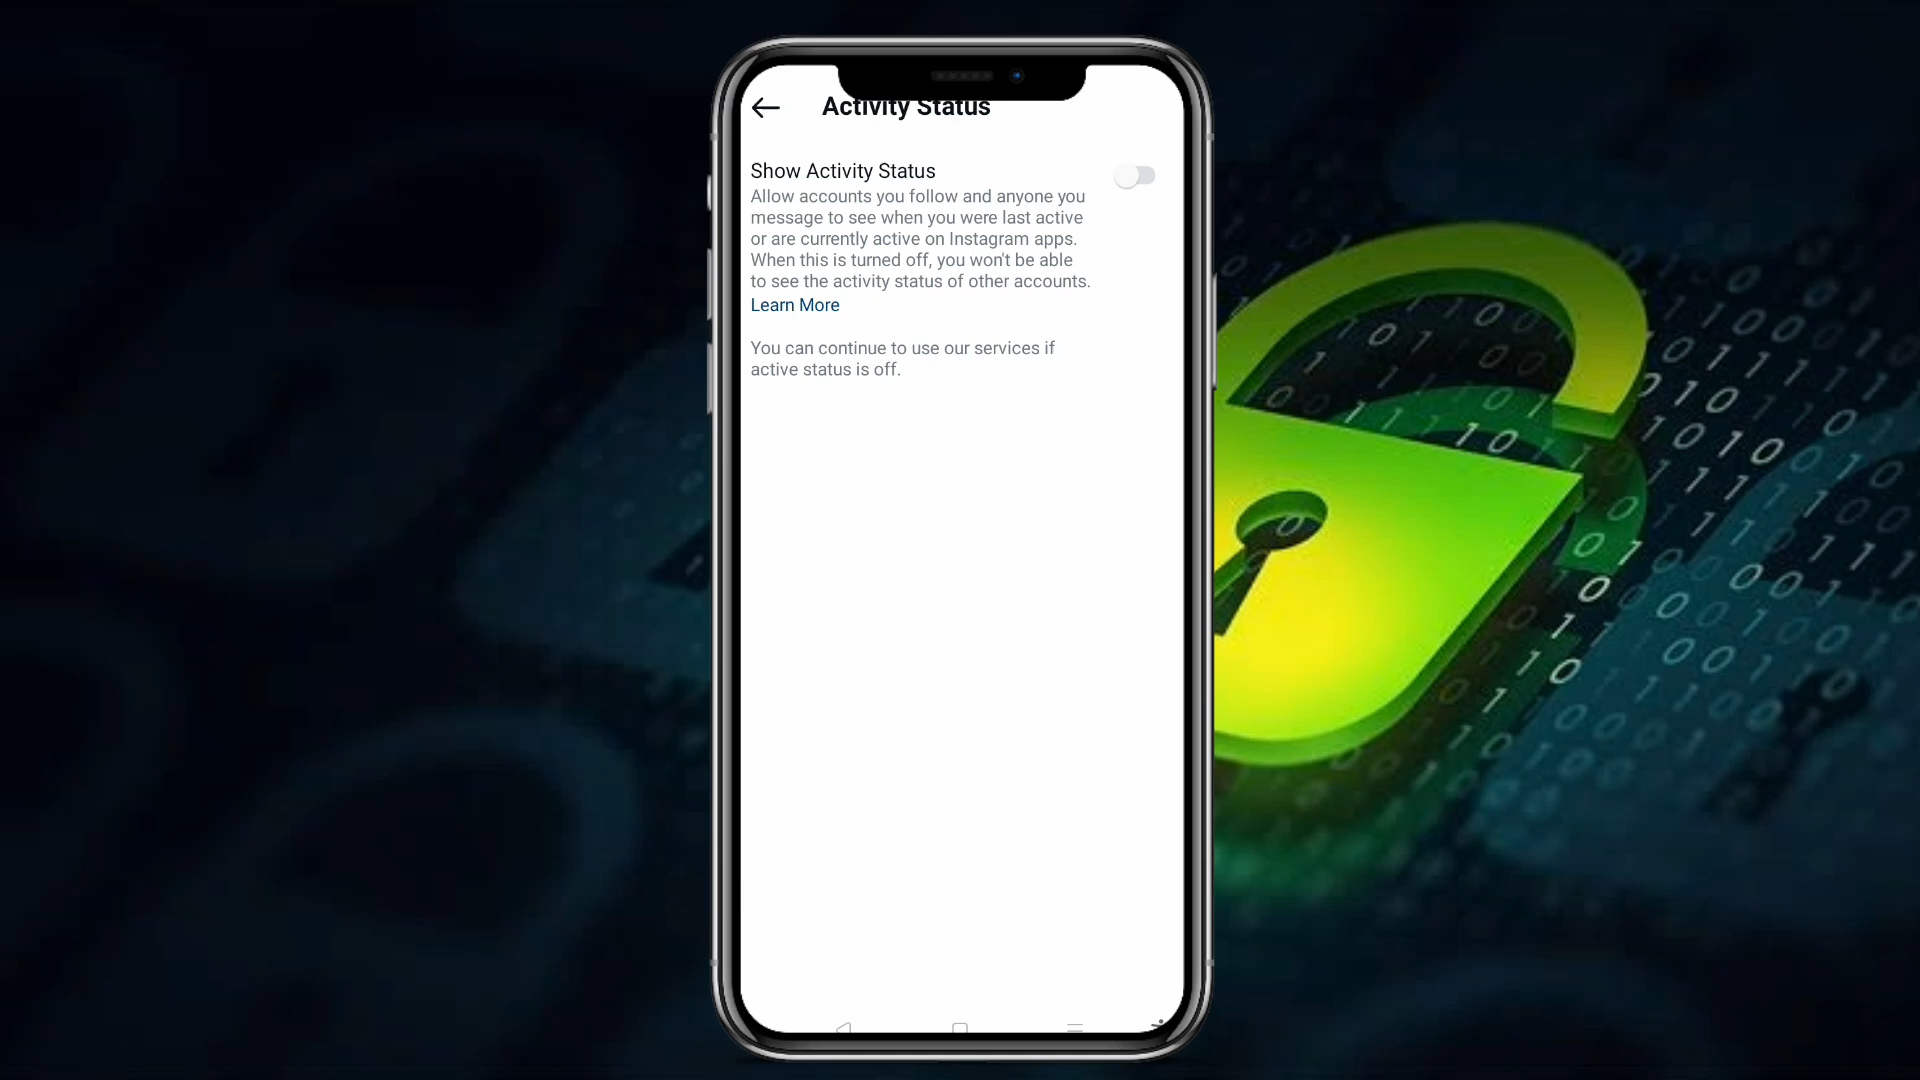 Activity Status
Show Activity Status
Allow accounts you follow and anyone you
message to see when you were last active
or are currently active on Instagram apps.
When this is turned off, you won't be able
to see the activity status of other accounts.
Learn More
You can continue to use our services if
active status is off.